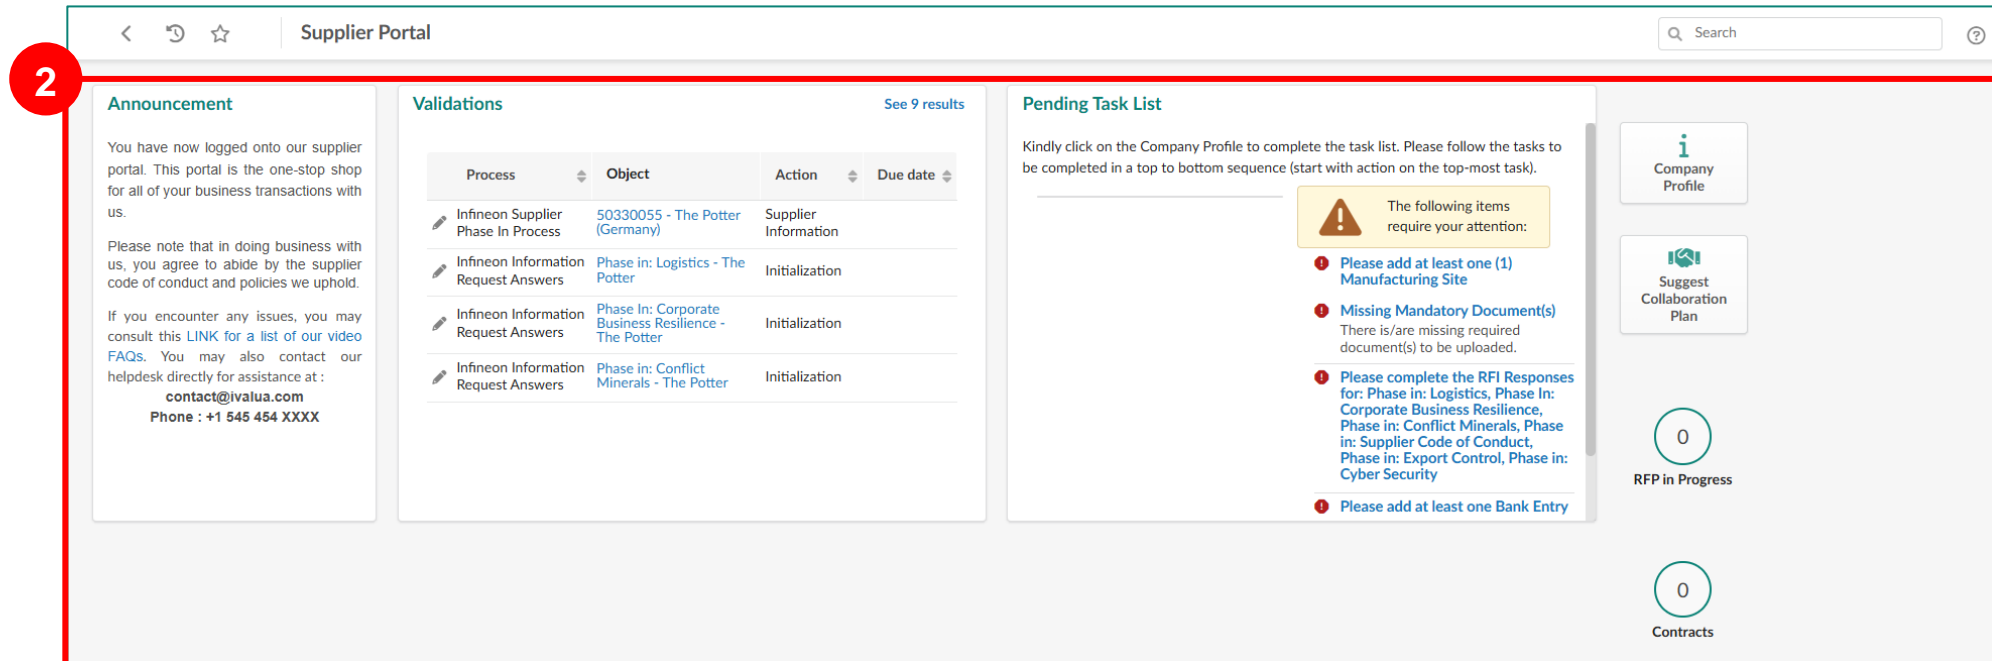 Supplier Portal
Search
2
Announcement
You have now logged onto our supplier
portal. This portal is the one-stop shop
for all of your business transactions with
us.
Please note that in doing business with
us, you agree to abide by the supplier
code of conduct and policies we uphold.
If you encounter any issues, you may
consult this LINK for a list of our video
FAQs. You may also contact our
helpdesk directly for assistance at :
contact@ivalua.com
Phone : +1 545 454 XXXX
Validations
See 9 results
Process Object Action Due date
Infineon Supplier
Phase In Process
50330055 - The Potter
(Germany)
Supplier
Information
Infineon Information
Request Answers
Phase in: Logistics - The
Potter
Initialization
Infineon Information
Request Answers
Phase In: Corporate
Business Resilience -
The Potter
Initialization
Infineon Information
Request Answers
Phase in: Conflict
Minerals - The Potter
Initialization
Pending Task List
Kindly click on the Company Profile to complete the task list. Please follow the tasks to
be completed in a top to bottom sequence (start with action on the top-most task).
The following items
require your attention:
Please add at least one (1)
Manufacturing Site
Missing Mandatory Document(s)
There is/are missing required
document(s) to be uploaded.
Please complete the RFI Responses
for: Phase in: Logistics, Phase In:
Corporate Business Resilience,
Phase in: Conflict Minerals, Phase
in: Supplier Code of Conduct,
Phase in: Export Control, Phase in:
Cyber Security
Please add at least one Bank Entry
Company
Profile
Suggest
Collaboration
Plan
0
RFP in Progress
0
Contracts